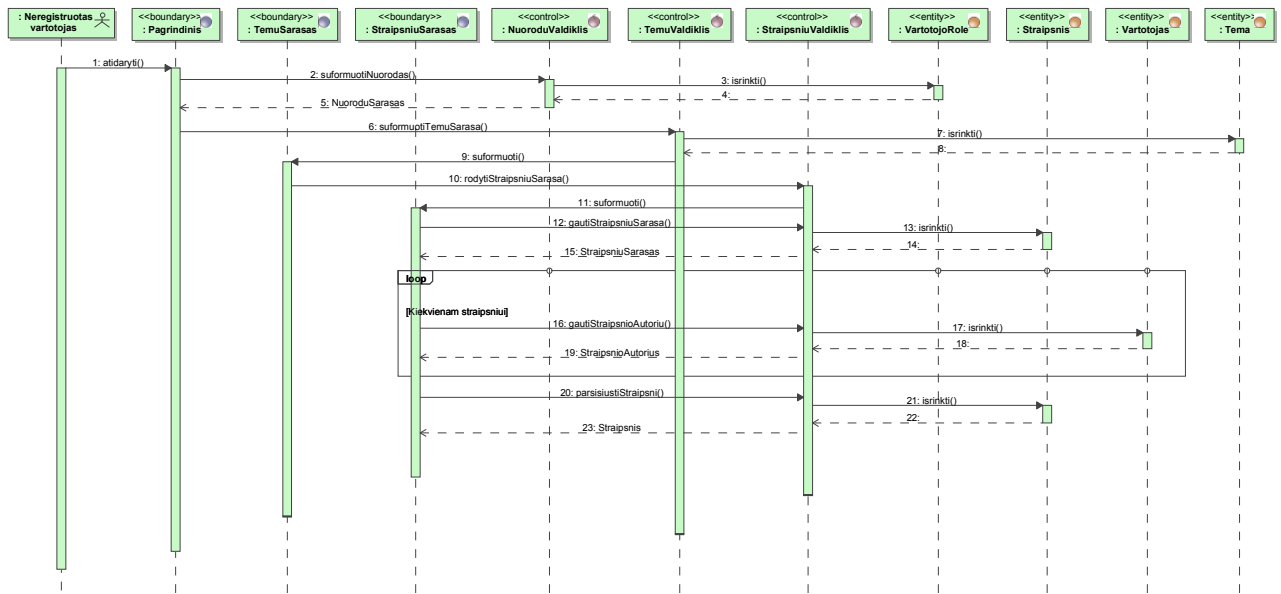 : Neregistruotas
vartotojas
<<boundary>>
: Pagrindinis
<<boundary>>
: TemuSarasas
<<boundary>>
: StraipsniuSarasas
<<control>>
: NuoroduValdiklis
<<control>>
: TemuValdiklis
<<control>>
: StraipsniuValdiklis
<<entity>>
: VartotojoRole
<<entity>>
: Straipsnis
<<entity>>
: Vartotojas
<<entity>>
: Tema
1: atidaryti()
2: suformuotiNuorodas()
3: isrinkti()
4:
5: NuoroduSarasas
6: suformuotiTemuSarasa()
7: isrinkti()
8:
9: suformuoti()
10: rodytiStraipsniuSarasa()
11: suformuoti()
12: gautiStraipsniuSarasa()
13: isrinkti()
14:
15: StraipsniuSarasas
loop
[Kiekvienam straipsniui]
16: gautiStraipsnioAutoriu()
17: isrinkti()
18:
19: StraipsnioAutorius
20: parsisiustiStraipsni()
21: isrinkti()
22:
23: Straipsnis